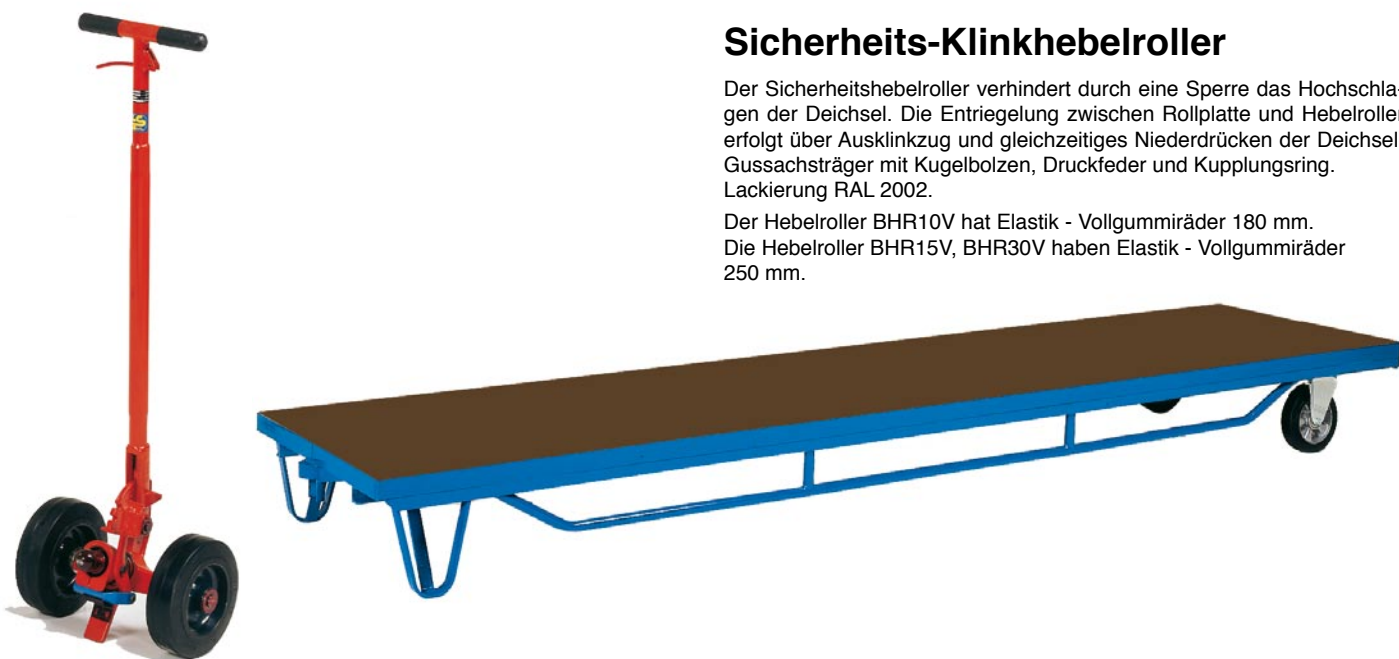 Sicherheits-Klinkhebelroller
Der Sicherheitshebelroller verhindert durch eine Sperre das Hochschla-
gen der Deichsel. Die Entriegelung zwischen Rollplatte und Hebelroller
erfolgt über Ausklinkzug und gleichzeitiges Niederdrücken der Deichsel
Gussachsträger mit Kugelbolzen, Druckfeder und Kupplungsring.
Lackierung RAL 2002.
Der Hebelroller BHR10V hat Elastik - Vollgummiräder 180 mm.
Die Hebelroller BHR15V, BHR30V haben Elastik - Vollgummiräder
250 mm.